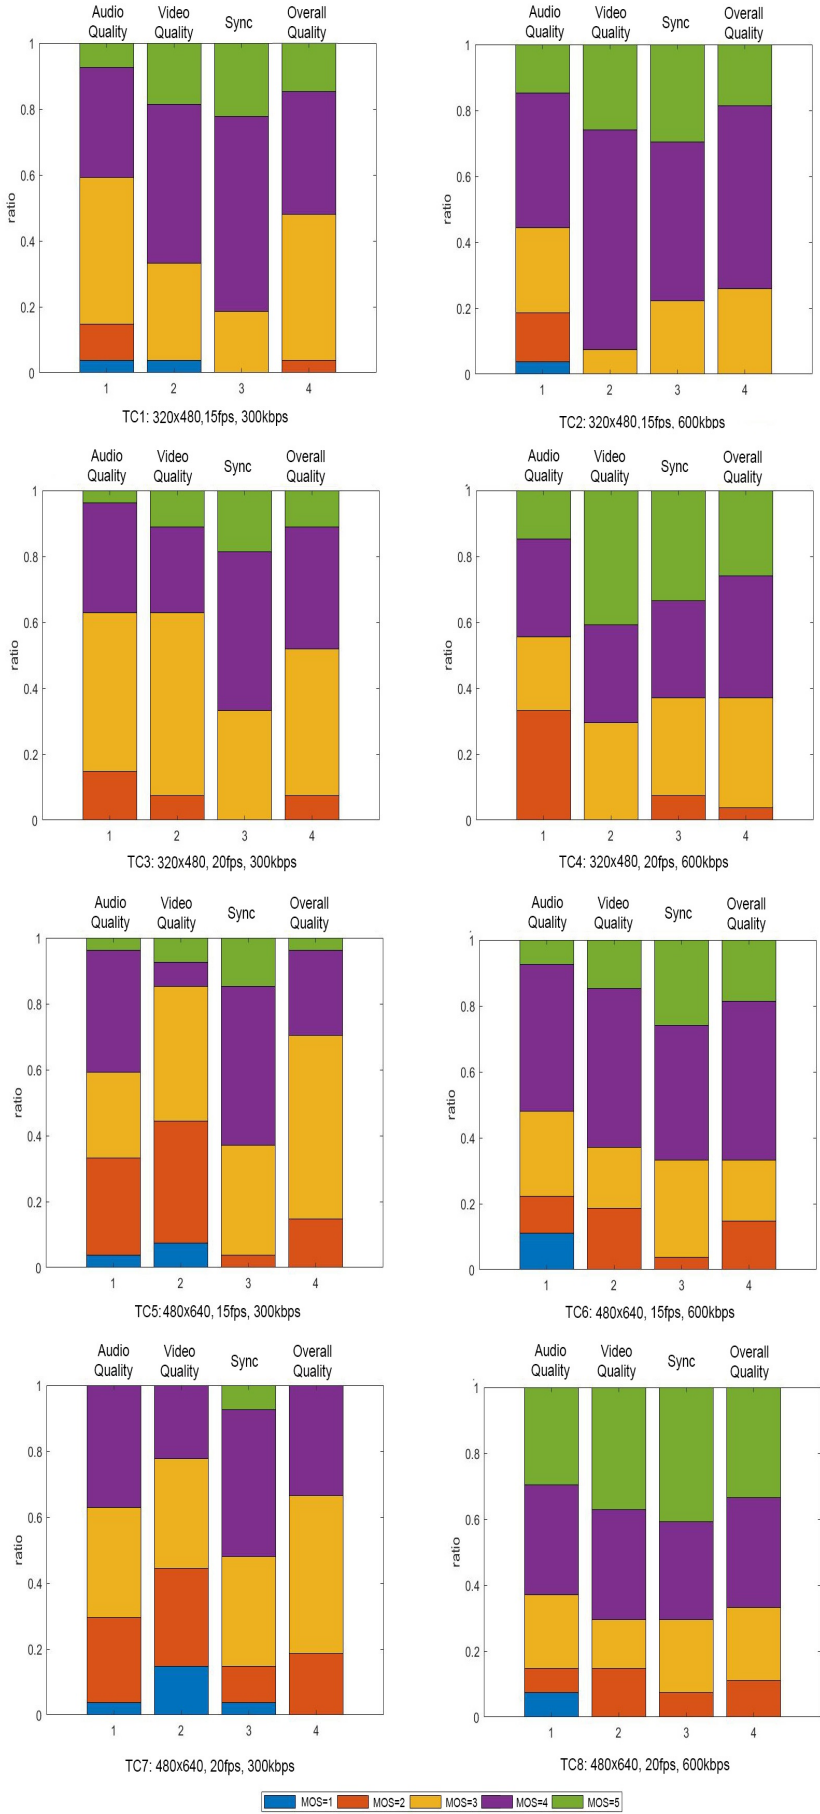 Audio Quality Video Quality Sync Overall Quality
1
0.8
0.6
0.4
0.2
0
ratio
1 2 3 4
TC1: 320x480,15fps, 300kbps
Audio Quality Video Quality Sync Overall Quality
1
0.8
0.6
0.4
0.2
0
ratio
1 2 3 4
TC2: 320x480,15fps, 600kbps
Audio Quality Video Quality Sync Overall Quality
1
0.8
0.6
0.4
0.2
0
ratio
1 2 3 4
TC3: 320x480, 20fps, 300kbps
Audio Quality Video Quality Sync Overall Quality
1
0.8
0.6
0.4
0.2
0
ratio
1 2 3 4
TC4: 320x480, 20fps, 600kbps
Audio Quality Video Quality Sync Overall Quality
1
0.8
0.6
0.4
0.2
0
ratio
1 2 3 4
TC5: 480x640, 15fps, 300kbps
Audio Quality Video Quality Sync Overall Quality
1
0.8
0.6
0.4
0.2
0
ratio
1 2 3 4
TC6: 480x640, 15fps, 600kbps
Audio Quality Video Quality Sync Overall Quality
1
0.8
0.6
0.4
0.2
0
ratio
1 2 3 4
TC7: 480x640, 20fps, 300kbps
Audio Quality Video Quality Sync Overall Quality
1
0.8
0.6
0.4
0.2
0
ratio
1 2 3 4
TC8: 480x640, 20fps, 600kbps
MOS=1 MOS=2 MOS=3 MOS=4 MOS=5